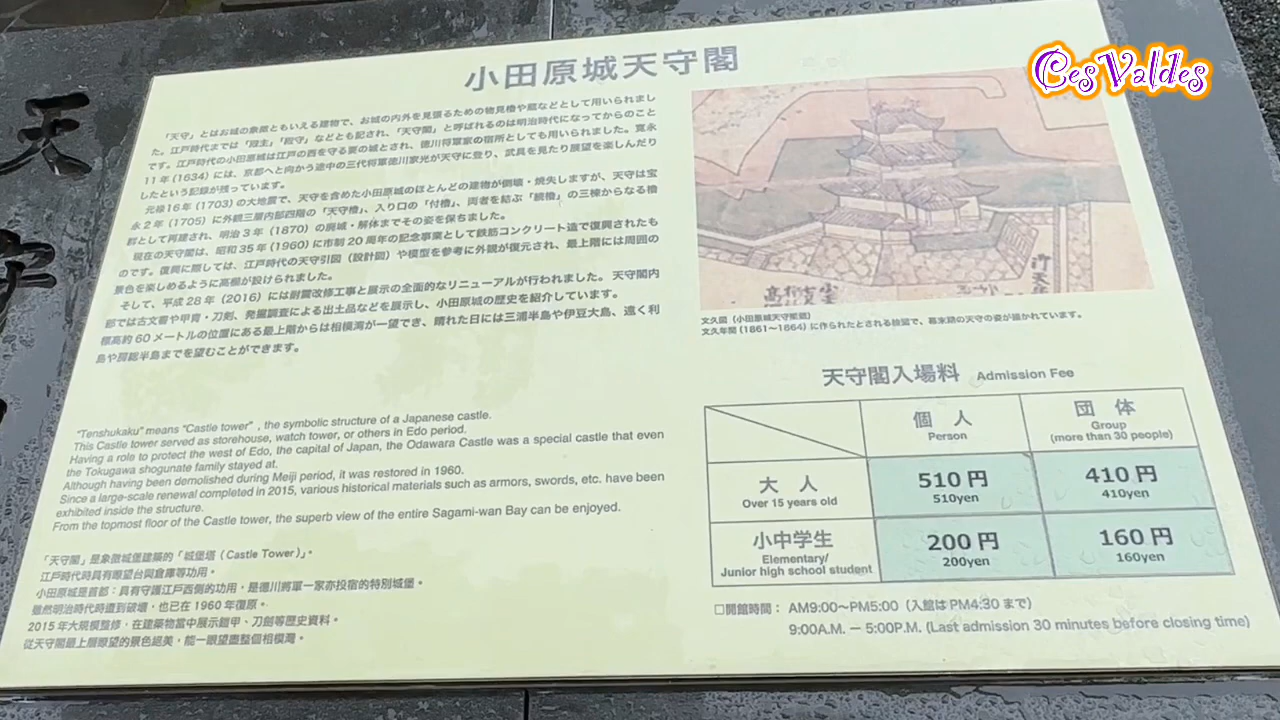 小田原城天守閣
CesValdes
天
守
「天守」とはお城の象徴ともいえる建物で、お城の内外を見張るための物見櫓や蔵などとして用いられまし
た。江戸時代までは「殿主」「殿守」などとも記され、「天守閣」と呼ばれるのは明治時代になってからのこと
です。江戸時代の小田原城は江戸の西を守る要の城とされ、徳川将軍家の宿所としても用いられました。寛永
11年(1634)には、京都へと向かう途中の三代将軍徳川家光が天守に登り、武具を見たり展望を楽しんだり
したという記録が残っています。
元禄16年(1703)の大地震で、天守を含めた小田原城のほとんどの建物が倒壊・焼失しますが、天守は宝
永2年(1705)に外観三層内部四階の「天守櫓」、入り口の「付櫓」、両者を結ぶ「続櫓」の三棟からなる櫓
群として再建され、明治3年(1870)の廃城・解体までその姿を保ちました。
現在の天守閣は、昭和35年(1960)に市制20周年の記念事業として鉄筋コンクリート造で復興されたも
のです。復興に際しては、江戸時代の天守引図(設計図)や模型を参考に外観が復元され、最上階には周囲の
景色を楽しめるように高欄が設けられました。
そして、平成28年(2016)には耐震改修工事と展示の全面的なリニューアルが行われました。天守閣内
部では古文書や甲冑・刀剣、発掘調査による出土品などを展示し、小田原城の歴史を紹介しています。
標高約60メートルの位置にある最上階からは相模湾が一望でき、晴れた日には三浦半島や伊豆大島、遠く利
島や房総半島までを望むことができます。
"Tenshukaku" means "Castle tower" , the symbolic structure of a Japanese castle.
This Castle tower served as storehouse, watch tower, or others in Edo period.
Having a role to protect the west of Edo, the capital of Japan, the Odawara Castle was a special castle that even
the Tokugawa shogunate family stayed at.
Although having been demolished during Meiji period, it was restored in 1960.
Since a large-scale renewal completed in 2015, various historical materials such as armors, swords, etc. have been
exhibited inside the structure.
From the topmost floor of the Castle tower, the superb view of the entire Sagami-wan Bay can be enjoyed.
「天守閣」是象徵城堡建築的「城堡塔(Castle Tower)」。
江戶時代時具有瞭望台與倉庫等功用。
小田原城是首都:具有守護江戶西側的功用,是德川將軍一家亦投宿的特別城堡。
雖然明治時代時遭到破壞,也已在1960年復原。
2015年大規模整修,在建築物當中展示鎧甲、刀劍等歷史資料。
從天守閣最上層瞭望的景色絕美,能一眼望盡整個相模灣。
文久図(小田原城天守閣蔵)
文久年間(1861~1864)に作られたとされる絵図で、幕末期の天守の姿が描かれています。
天守閣入場料 Admission Fee
個人 団体
Person Group
(more than 30 people)
大人 510円 410円
Over 15 years old 510yen 410yen
小中学生 200円 160円
Elementary/
Junior high school student 200yen 160yen
□開館時間: AM9:00~PM5:00(入館はPM4:30まで)
9:00A.M. – 5:00P.M. (Last admission 30 minutes before closing time)